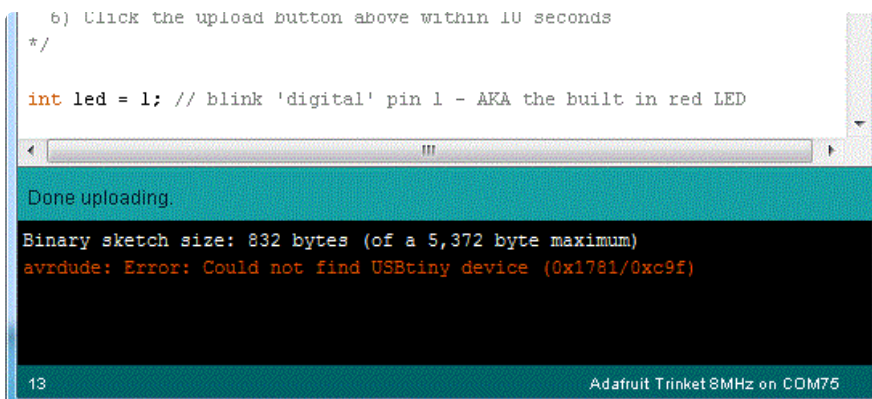 6) Click the upload button above within 10 seconds
*/
int led = 1; // blink 'digital' pin 1 - AKA the built in red LED
Done uploading.
Binary sketch size: 832 bytes (of a 5,372 byte maximum)
avrdude: Error: Could not find USBtiny device (0x1781/0xc9f)
13
Adafruit Trinket 8MHz on COM75